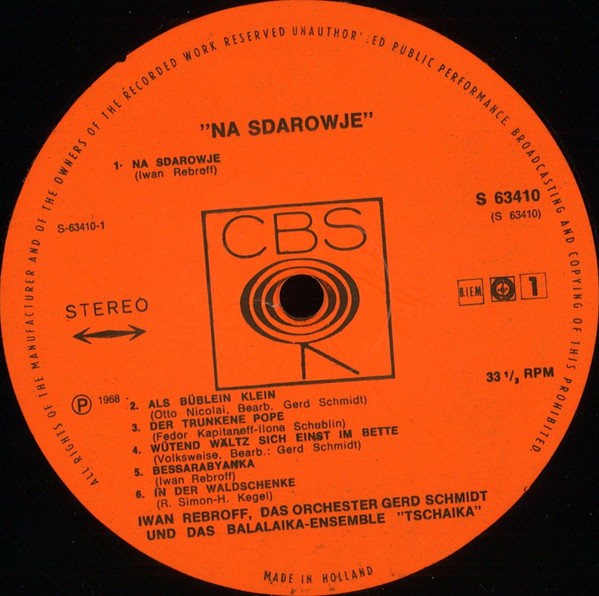 ALL RIGHTS OF THE MANUFACTURER AND OF THE OWNERS OF THE RECORDED WORK RESERVED UNAUTHORIZED PUBLIC PERFORMANCE, BROADCASTING AND COPYING OF THIS PROHIBITED.
"NA SDAROWJE"
1. NA SDAROWJE
(Iwan Rebroff)
S 63410
(S 63410)
S-63410-1
CBS
STEREO
B.I.E.M.
1
33 1/3 RPM
P 1968
2. ALS BÜBLEIN KLEIN
(Otto Nicolai, Bearb. Gerd Schmidt)
3. DER TRUNKENE POPE
(Fedor Kapitanoff-Ilona Schublin)
4. WÜTEND WÄLTZ SICH EINST IM BETTE
(Volksweise, Bearb.: Gerd Schmidt)
5. BESSARABYANKA
(Iwan Rebroff)
6. IN DER WALDSCHENKE
(R. Simon-H. Kegel)
IWAN REBROFF, DAS ORCHESTER GERD SCHMIDT
UND DAS BALALAIKA-ENSEMBLE "TSCHAIKA"
MADE IN HOLLAND